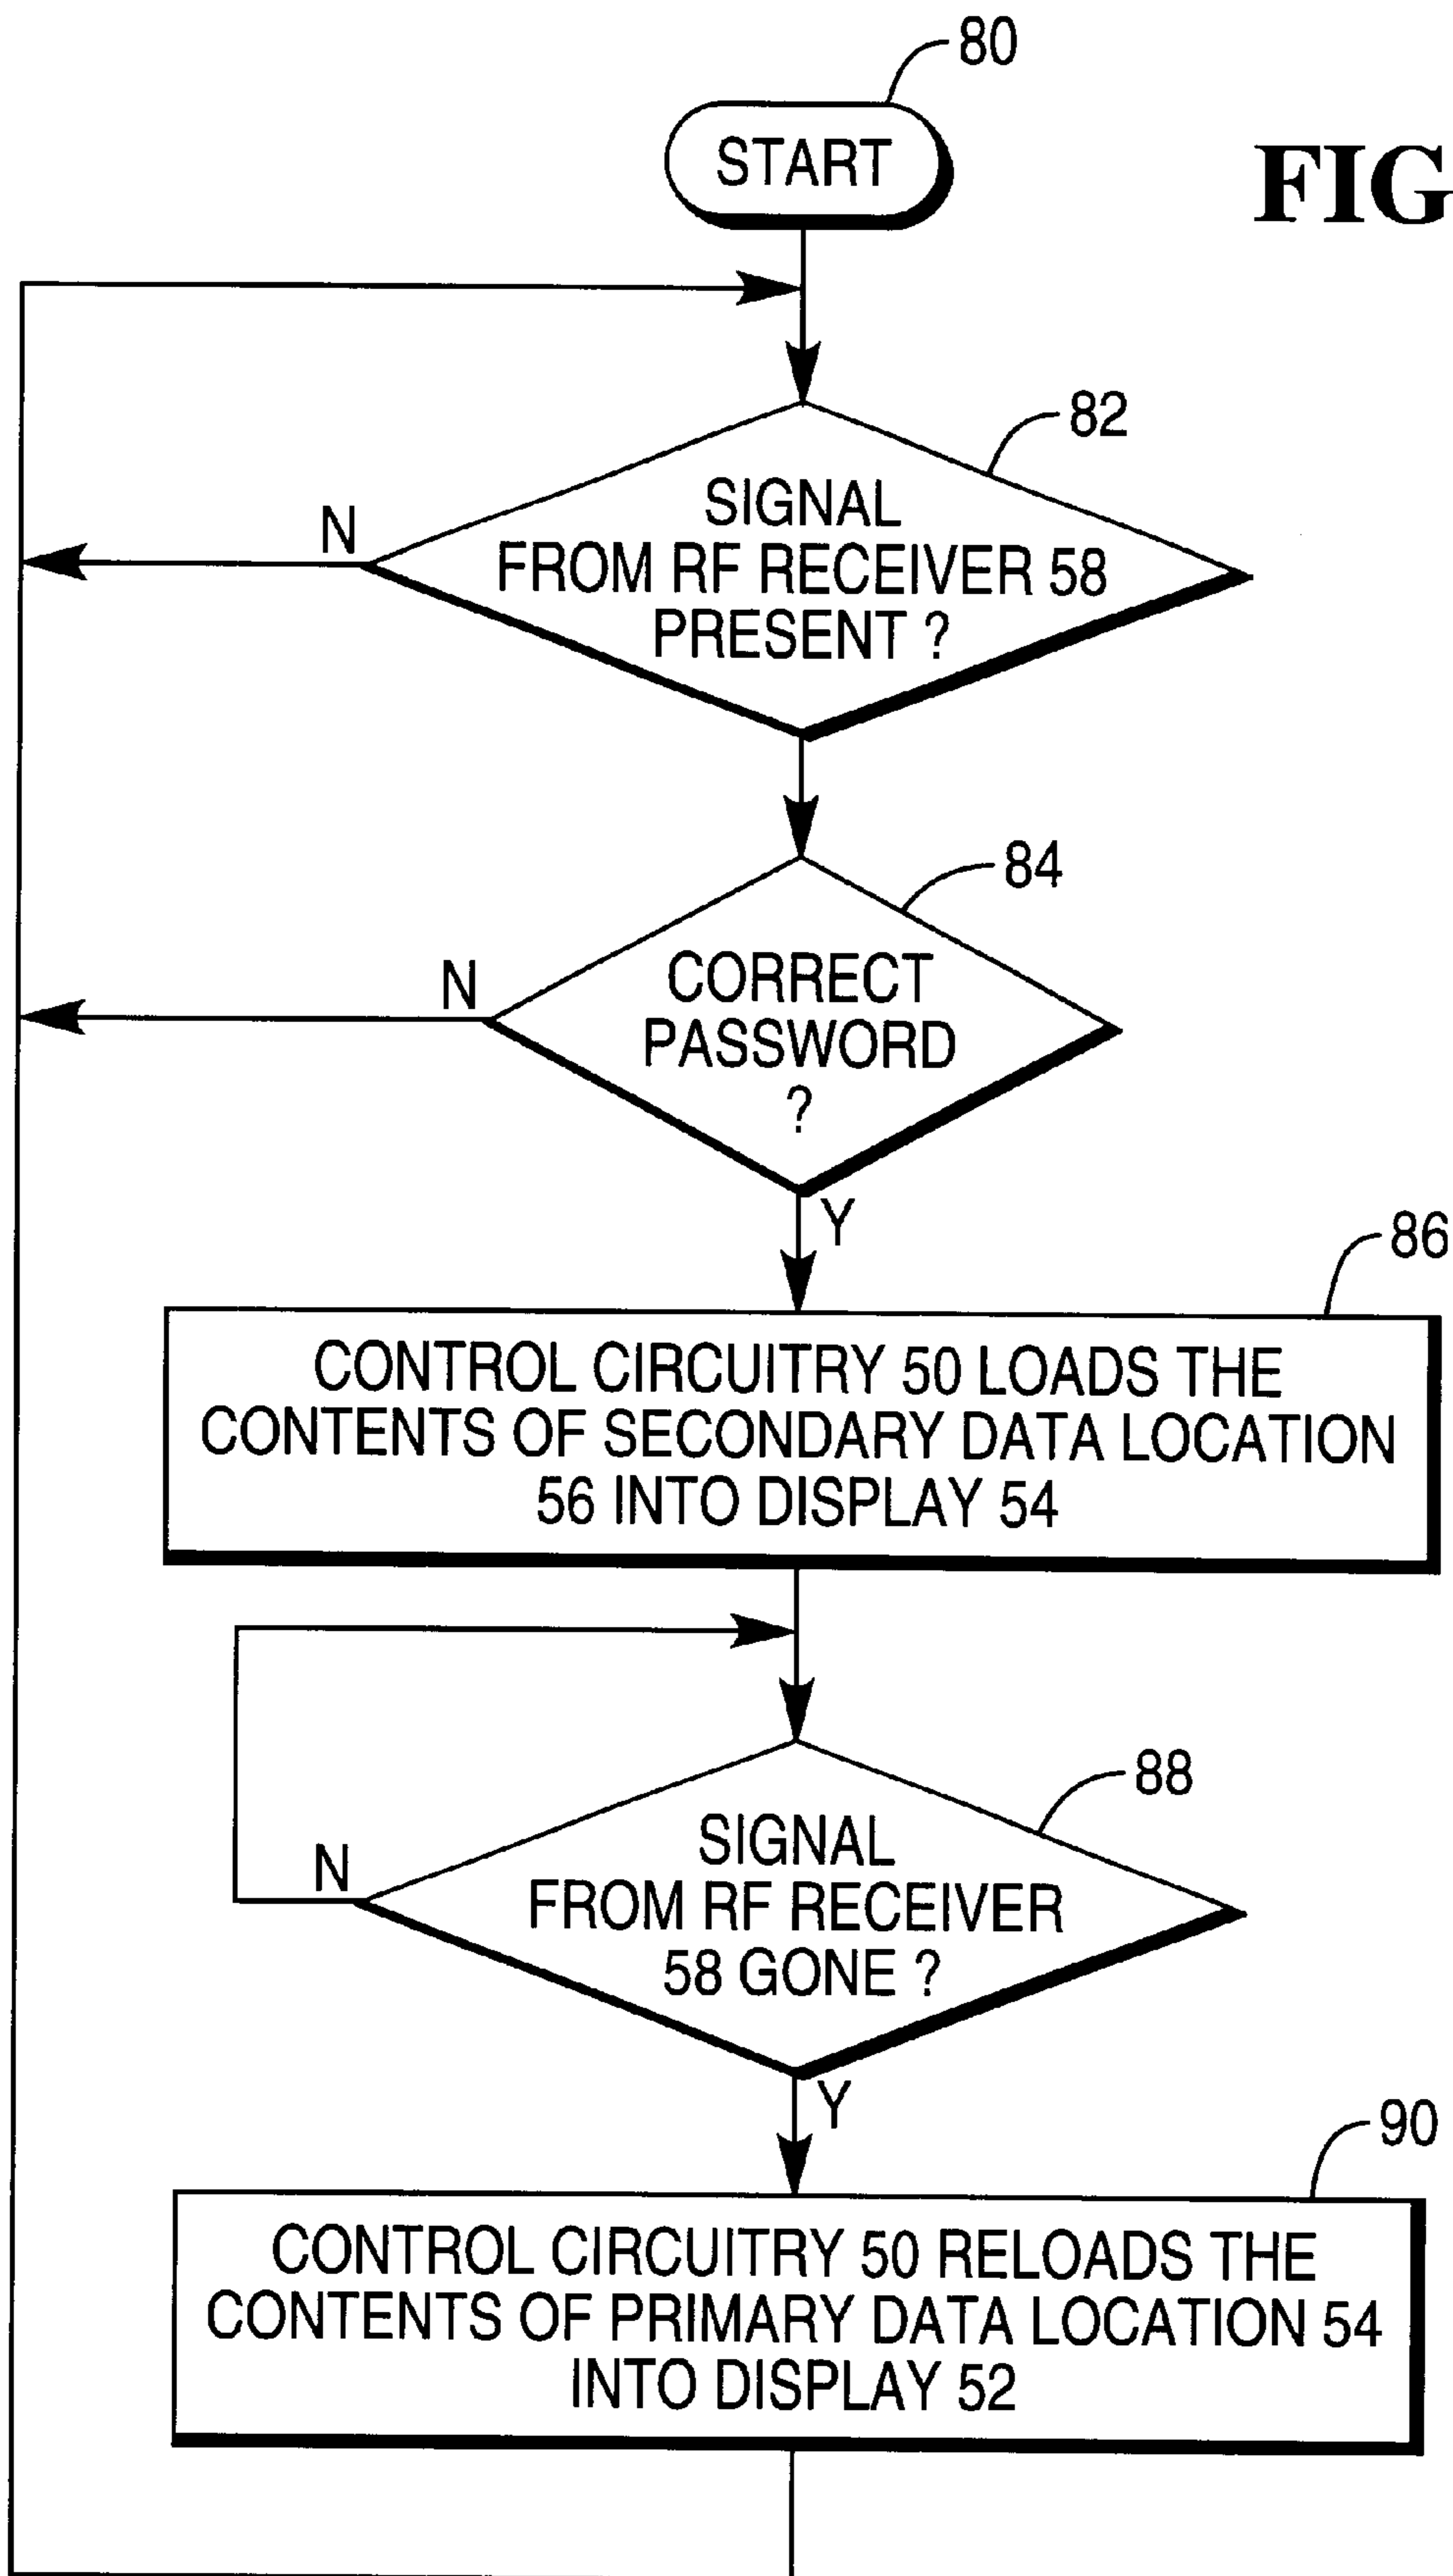 80
START
FIG
82
SIGNAL
FROM RF RECEIVER 58
PRESENT ?
N
84
CORRECT
PASSWORD
?
N
Y
86
CONTROL CIRCUITRY 50 LOADS THE
CONTENTS OF SECONDARY DATA LOCATION
56 INTO DISPLAY 54
88
SIGNAL
FROM RF RECEIVER
58 GONE ?
N
Y
90
CONTROL CIRCUITRY 50 RELOADS THE
CONTENTS OF PRIMARY DATA LOCATION 54
INTO DISPLAY 52